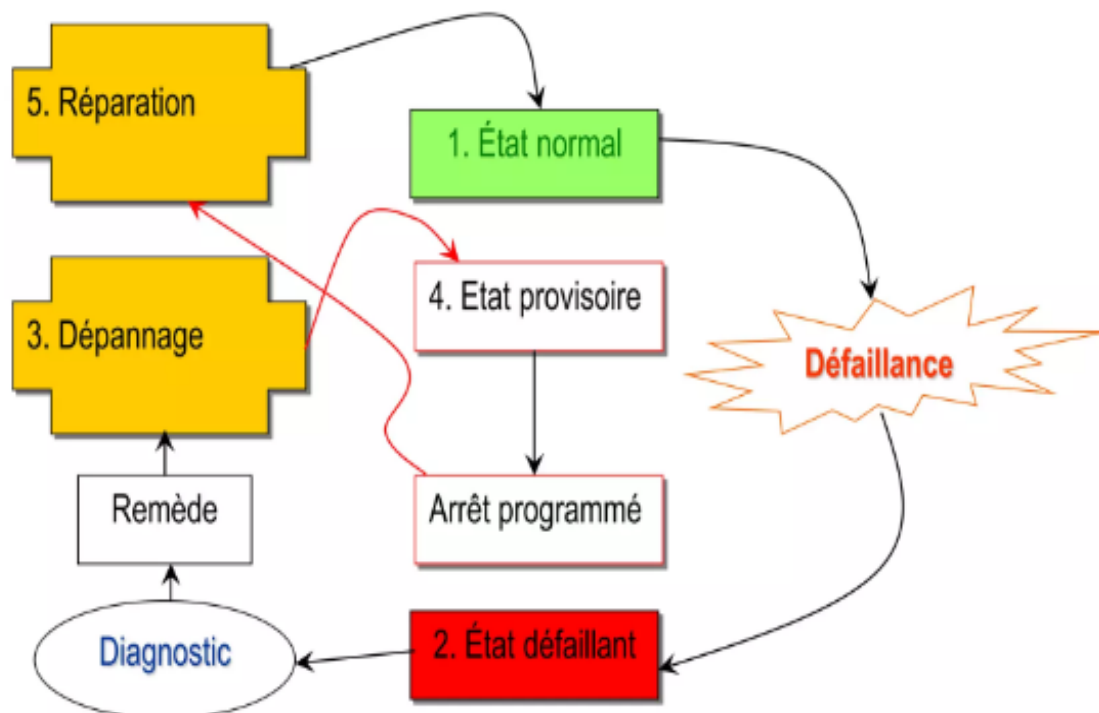 5. Réparation
1. État normal
4. Etat provisoire
3. Dépannage
Défaillance
Remède
Arrêt programmé
Diagnostic
2. État défaillant